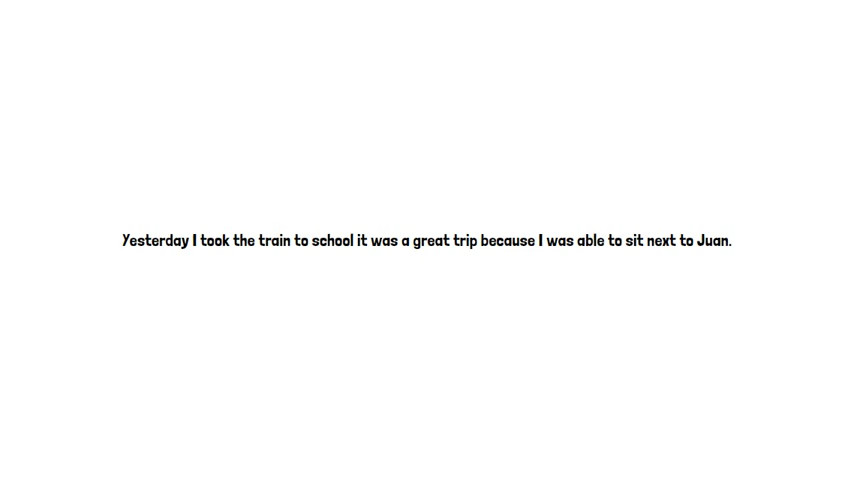 Yesterday I took the train to school it was a great trip because I was able to sit next to Juan.